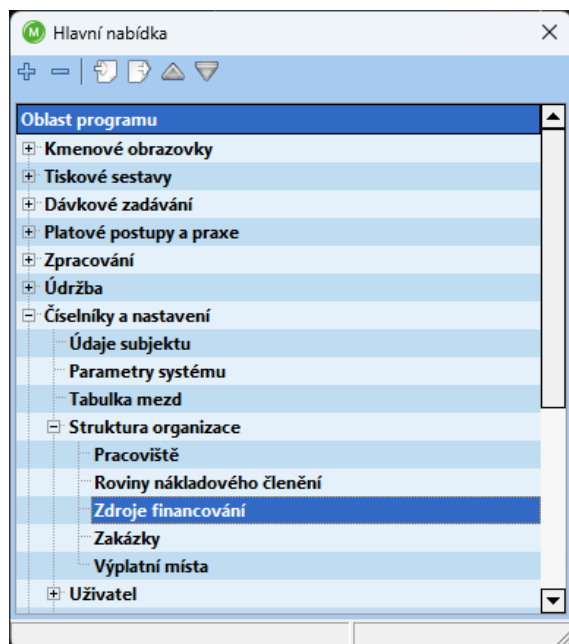 M Hlavní nabídka
Oblast programu
Kmenové obrazovky
Tiskové sestavy
Dávkové zadávání
Platové postupy a praxe
Zpracování
Údržba
Číselníky a nastavení
Údaje subjektu
Parametry systému
Tabulka mezd
Struktura organizace
Pracoviště
Roviny nákladového členění
Zdroje financování
Zakázky
Výplatní místa
Uživatel